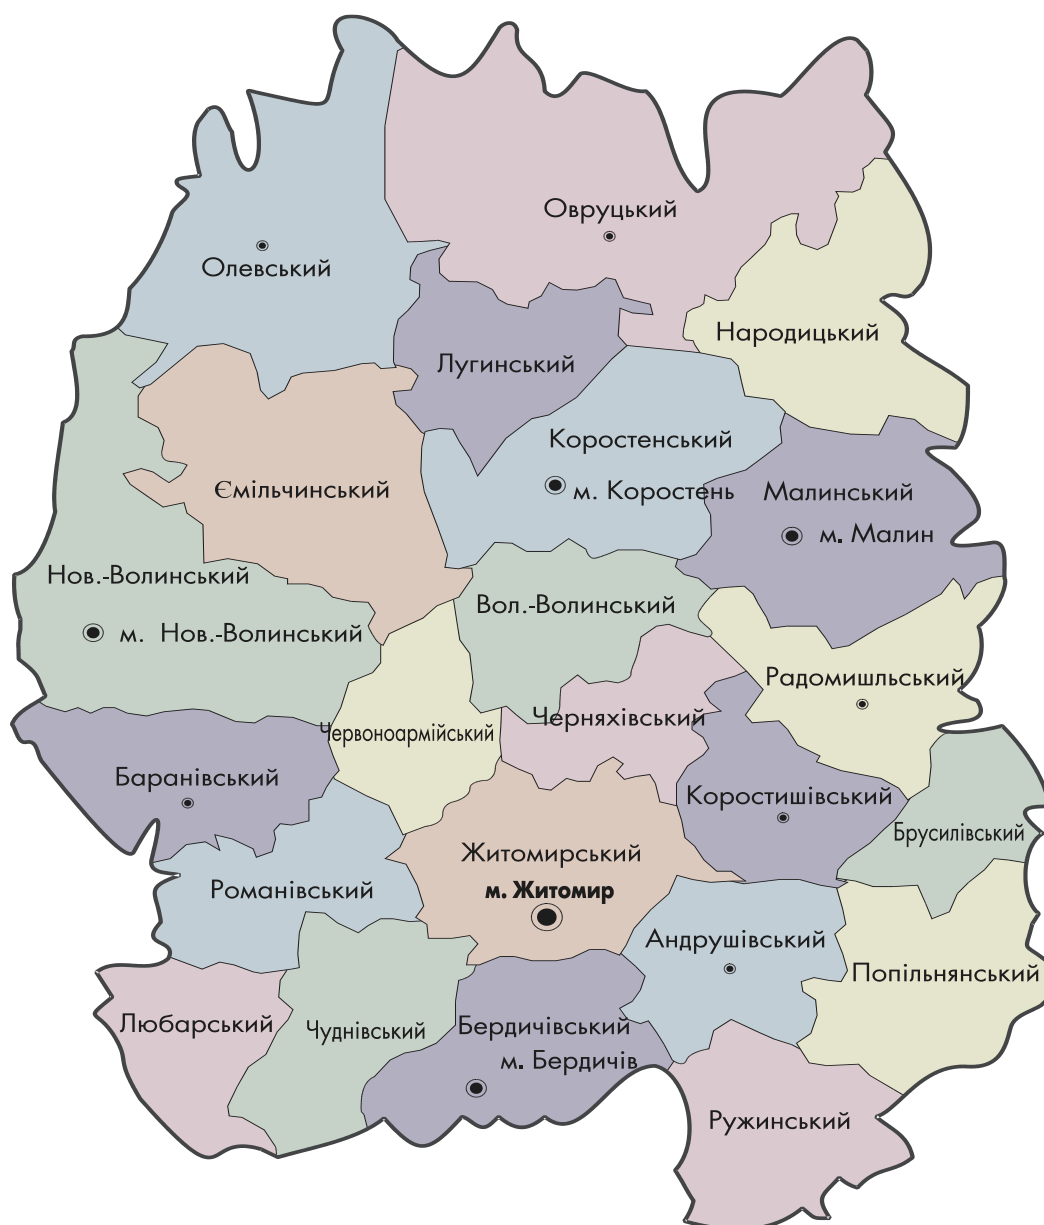 Овруцький
Олевський
Народицький
Лугинський
Коростенський
м. Коростень
Ємільчинський
Малинський
м. Малин
Нов.-Волинський
м. Нов.-Волинський
Вол.-Волинський
Радомишльський
Черняхівський
Червоноармійський
Баранівський
Коростишівський
Брусилівський
Житомирський
м. Житомир
Романівський
Андрушівський
Попільнянський
Любарський
Чуднівський
Бердичівський
м. Бердичів
Ружинський